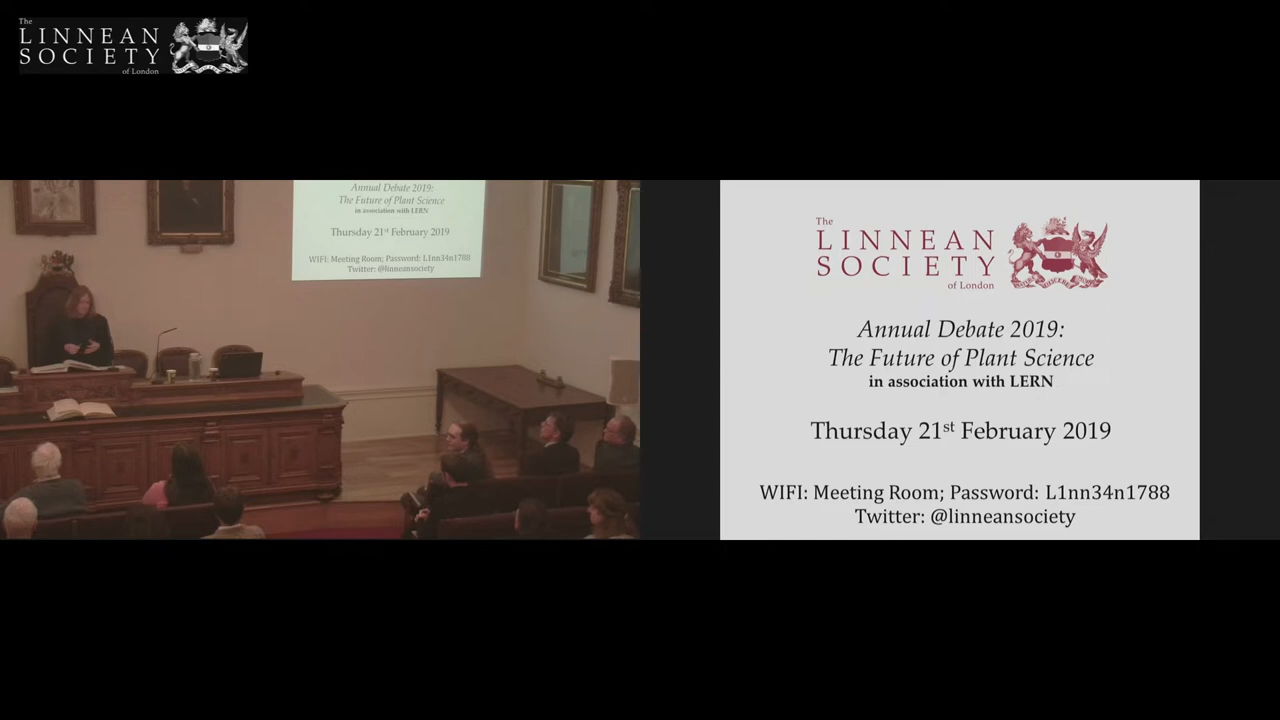 The
LINNEAN
SOCIETY
of London
Annual Debate 2019:
The Future of Plant Science
in association with LERN
Thursday 21st February 2019
WIFI: Meeting Room; Password: L1nn34n1788
Twitter: @linneansociety
The
LINNEAN
SOCIETY
of London
Annual Debate 2019:
The Future of Plant Science
in association with LERN
Thursday 21st February 2019
WIFI: Meeting Room; Password: L1nn34n1788
Twitter: @linneansociety